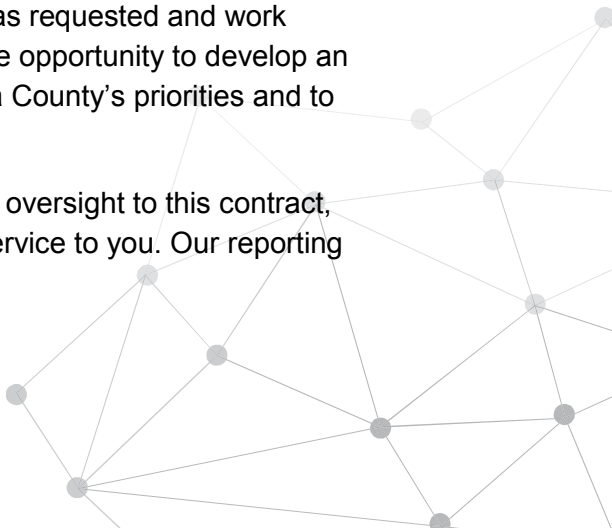 as requested and work
e opportunity to develop an
a County’s priorities and to
oversight to this contract,
ervice to you. Our reporting